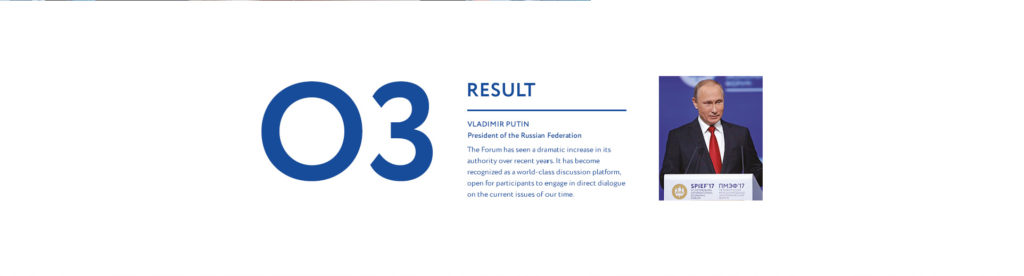 03
RESULT
VLADIMIR PUTIN
President of the Russian Federation
The Forum has seen a dramatic increase in its
authority over recent years. It has become
recognized as a world-class discussion platform,
open for participants to engage in direct dialogue
on the current issues of our time.
SPIEF'17 ПМЭФ'17